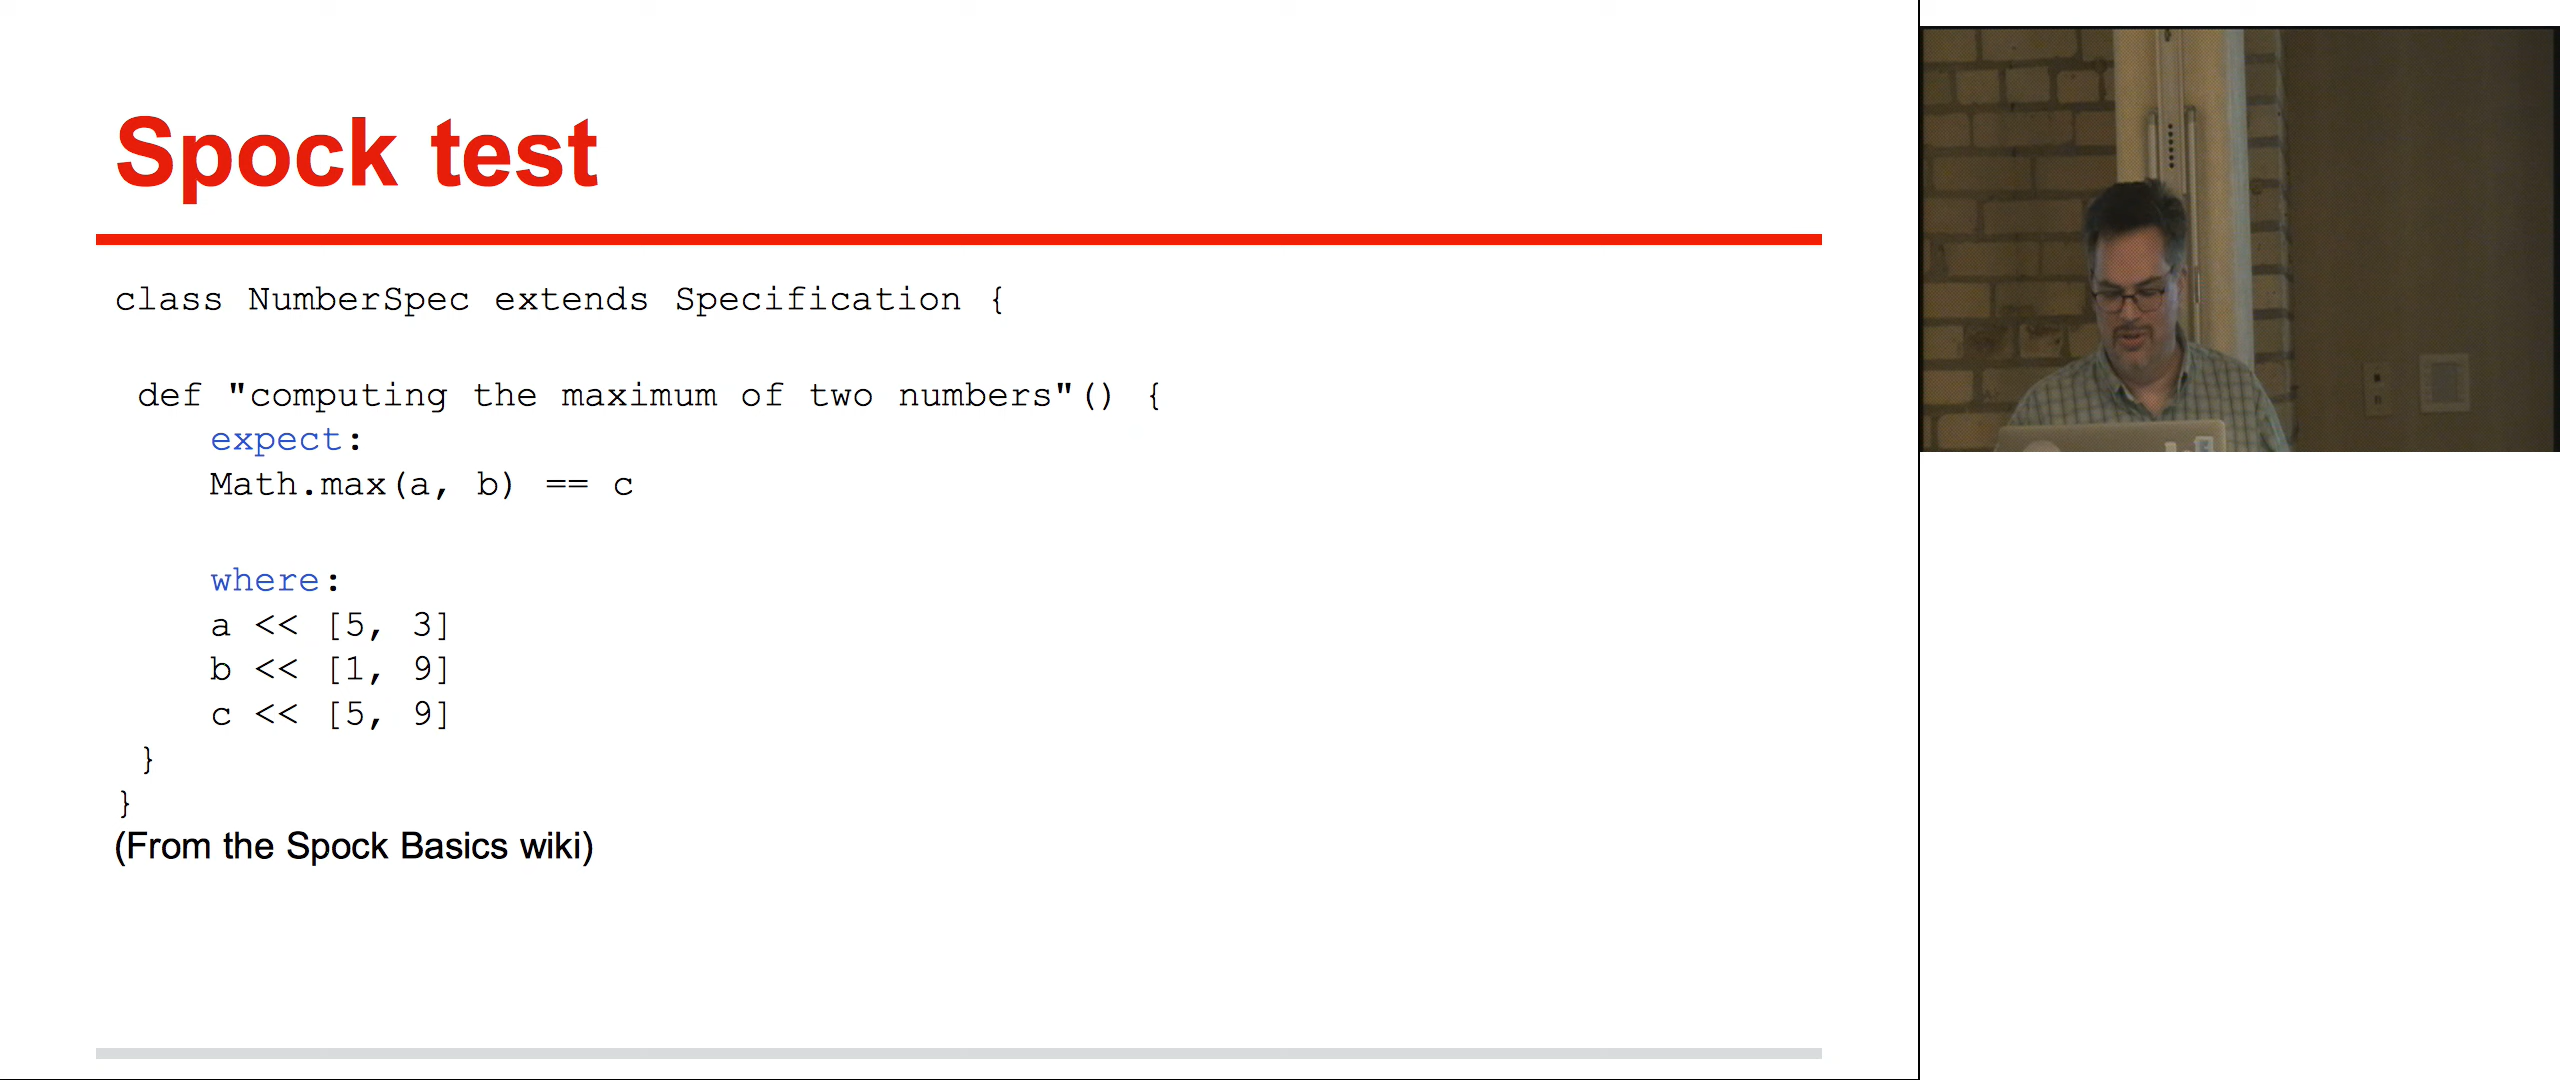 Spock test
class NumberSpec extends Specification {
def "computing the maximum of two numbers"() {
expect:
Math.max(a, b) == c
where:
a << [5, 3]
b << [1, 9]
c << [5, 9]
}
}
(From the Spock Basics wiki)